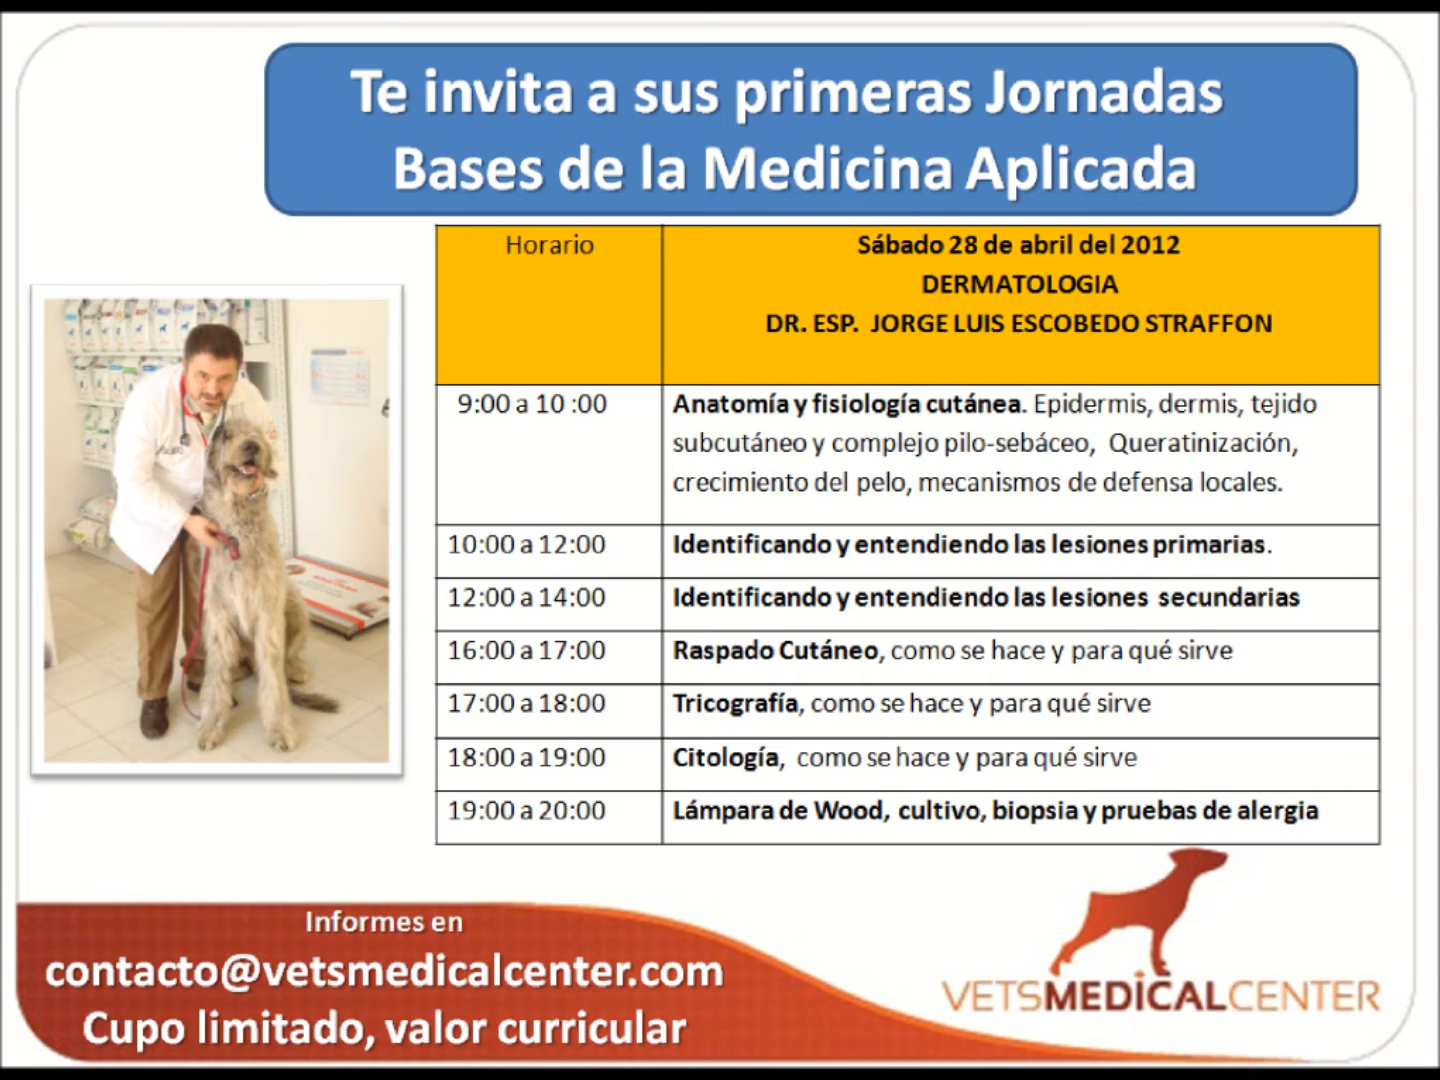 Te invita a sus primeras Jornadas
Bases de la Medicina Aplicada
Horario
Sábado 28 de abril del 2012
DERMATOLOGIA
DR. ESP. JORGE LUIS ESCOBEDO STRAFFON
9:00 a 10 :00
Anatomía y fisiología cutánea. Epidermis, dermis, tejido
subcutáneo y complejo pilo-sebáceo, Queratinización,
crecimiento del pelo, mecanismos de defensa locales.
10:00 a 12:00
Identificando y entendiendo las lesiones primarias.
12:00 a 14:00
Identificando y entendiendo las lesiones secundarias
16:00 a 17:00
Raspado Cutáneo, como se hace y para qué sirve
17:00 a 18:00
Tricografía, como se hace y para qué sirve
18:00 a 19:00
Citología, como se hace y para qué sirve
19:00 a 20:00
Lámpara de Wood, cultivo, biopsia y pruebas de alergia
Informes en
contacto@vetsmedicalcenter.com
Cupo limitado, valor curricular
VETSMEDICALCENTER